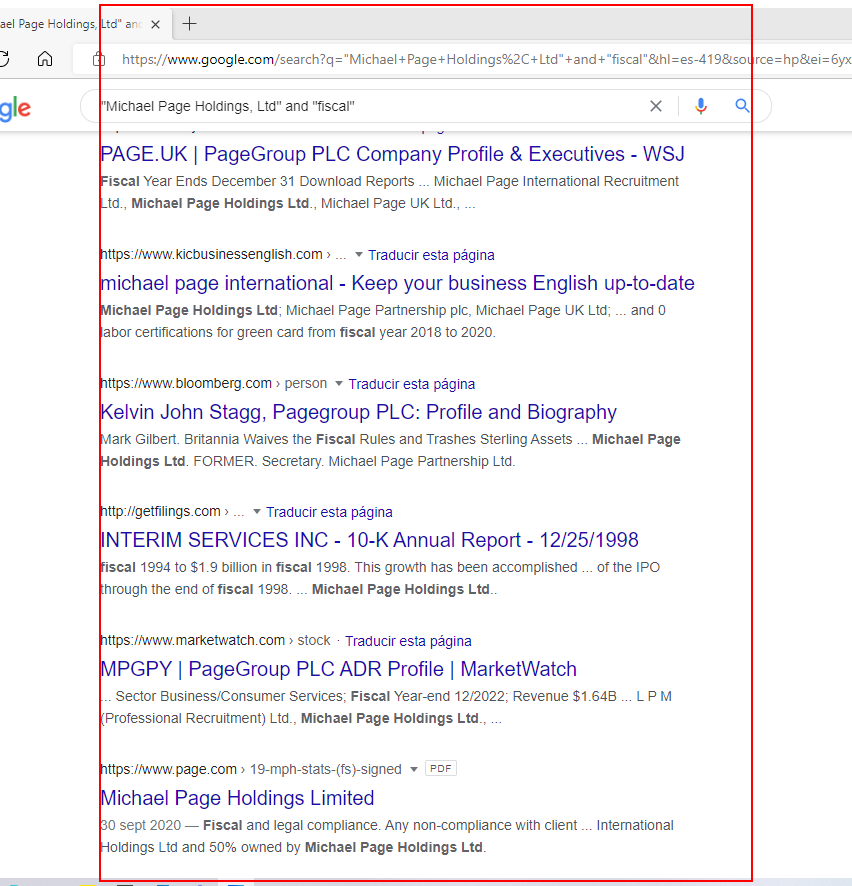 ael Page Holdings, Ltd" and
https://www.google.com/search?q="Michael+Page+Holdings%2C+Ltd"+and+"fiscal"&hl=es-419&source=hp&ei=6yx
gle
"Michael Page Holdings, Ltd" and "fiscal"
PAGE.UK | PageGroup PLC Company Profile & Executives - WSJ
Fiscal Year Ends December 31 Download Reports ... Michael Page International Recruitment
Ltd., Michael Page Holdings Ltd., Michael Page UK Ltd., ...
https://www.kicbusinessenglish.com › ... Traducir esta página
michael page international - Keep your business English up-to-date
Michael Page Holdings Ltd; Michael Page Partnership plc, Michael Page UK Ltd; ... and 0
labor certifications for green card from fiscal year 2018 to 2020.
https://www.bloomberg.com › person Traducir esta página
Kelvin John Stagg, Pagegroup PLC: Profile and Biography
Mark Gilbert. Britannia Waives the Fiscal Rules and Trashes Sterling Assets ... Michael Page
Holdings Ltd. FORMER. Secretary. Michael Page Partnership Ltd.
http://getfilings.com › ... Traducir esta página
INTERIM SERVICES INC - 10-K Annual Report - 12/25/1998
fiscal 1994 to $1.9 billion in fiscal 1998. This growth has been accomplished ... of the IPO
through the end of fiscal 1998. ... Michael Page Holdings Ltd..
https://www.marketwatch.com › stock · Traducir esta página
MPGPY | PageGroup PLC ADR Profile | MarketWatch
... Sector Business/Consumer Services; Fiscal Year-end 12/2022; Revenue $1.64B ... L P M
(Professional Recruitment) Ltd., Michael Page Holdings Ltd., ...
https://www.page.com › 19-mph-stats-(fs)-signed PDF
Michael Page Holdings Limited
30 sept 2020 — Fiscal and legal compliance. Any non-compliance with client ... International
Holdings Ltd and 50% owned by Michael Page Holdings Ltd.